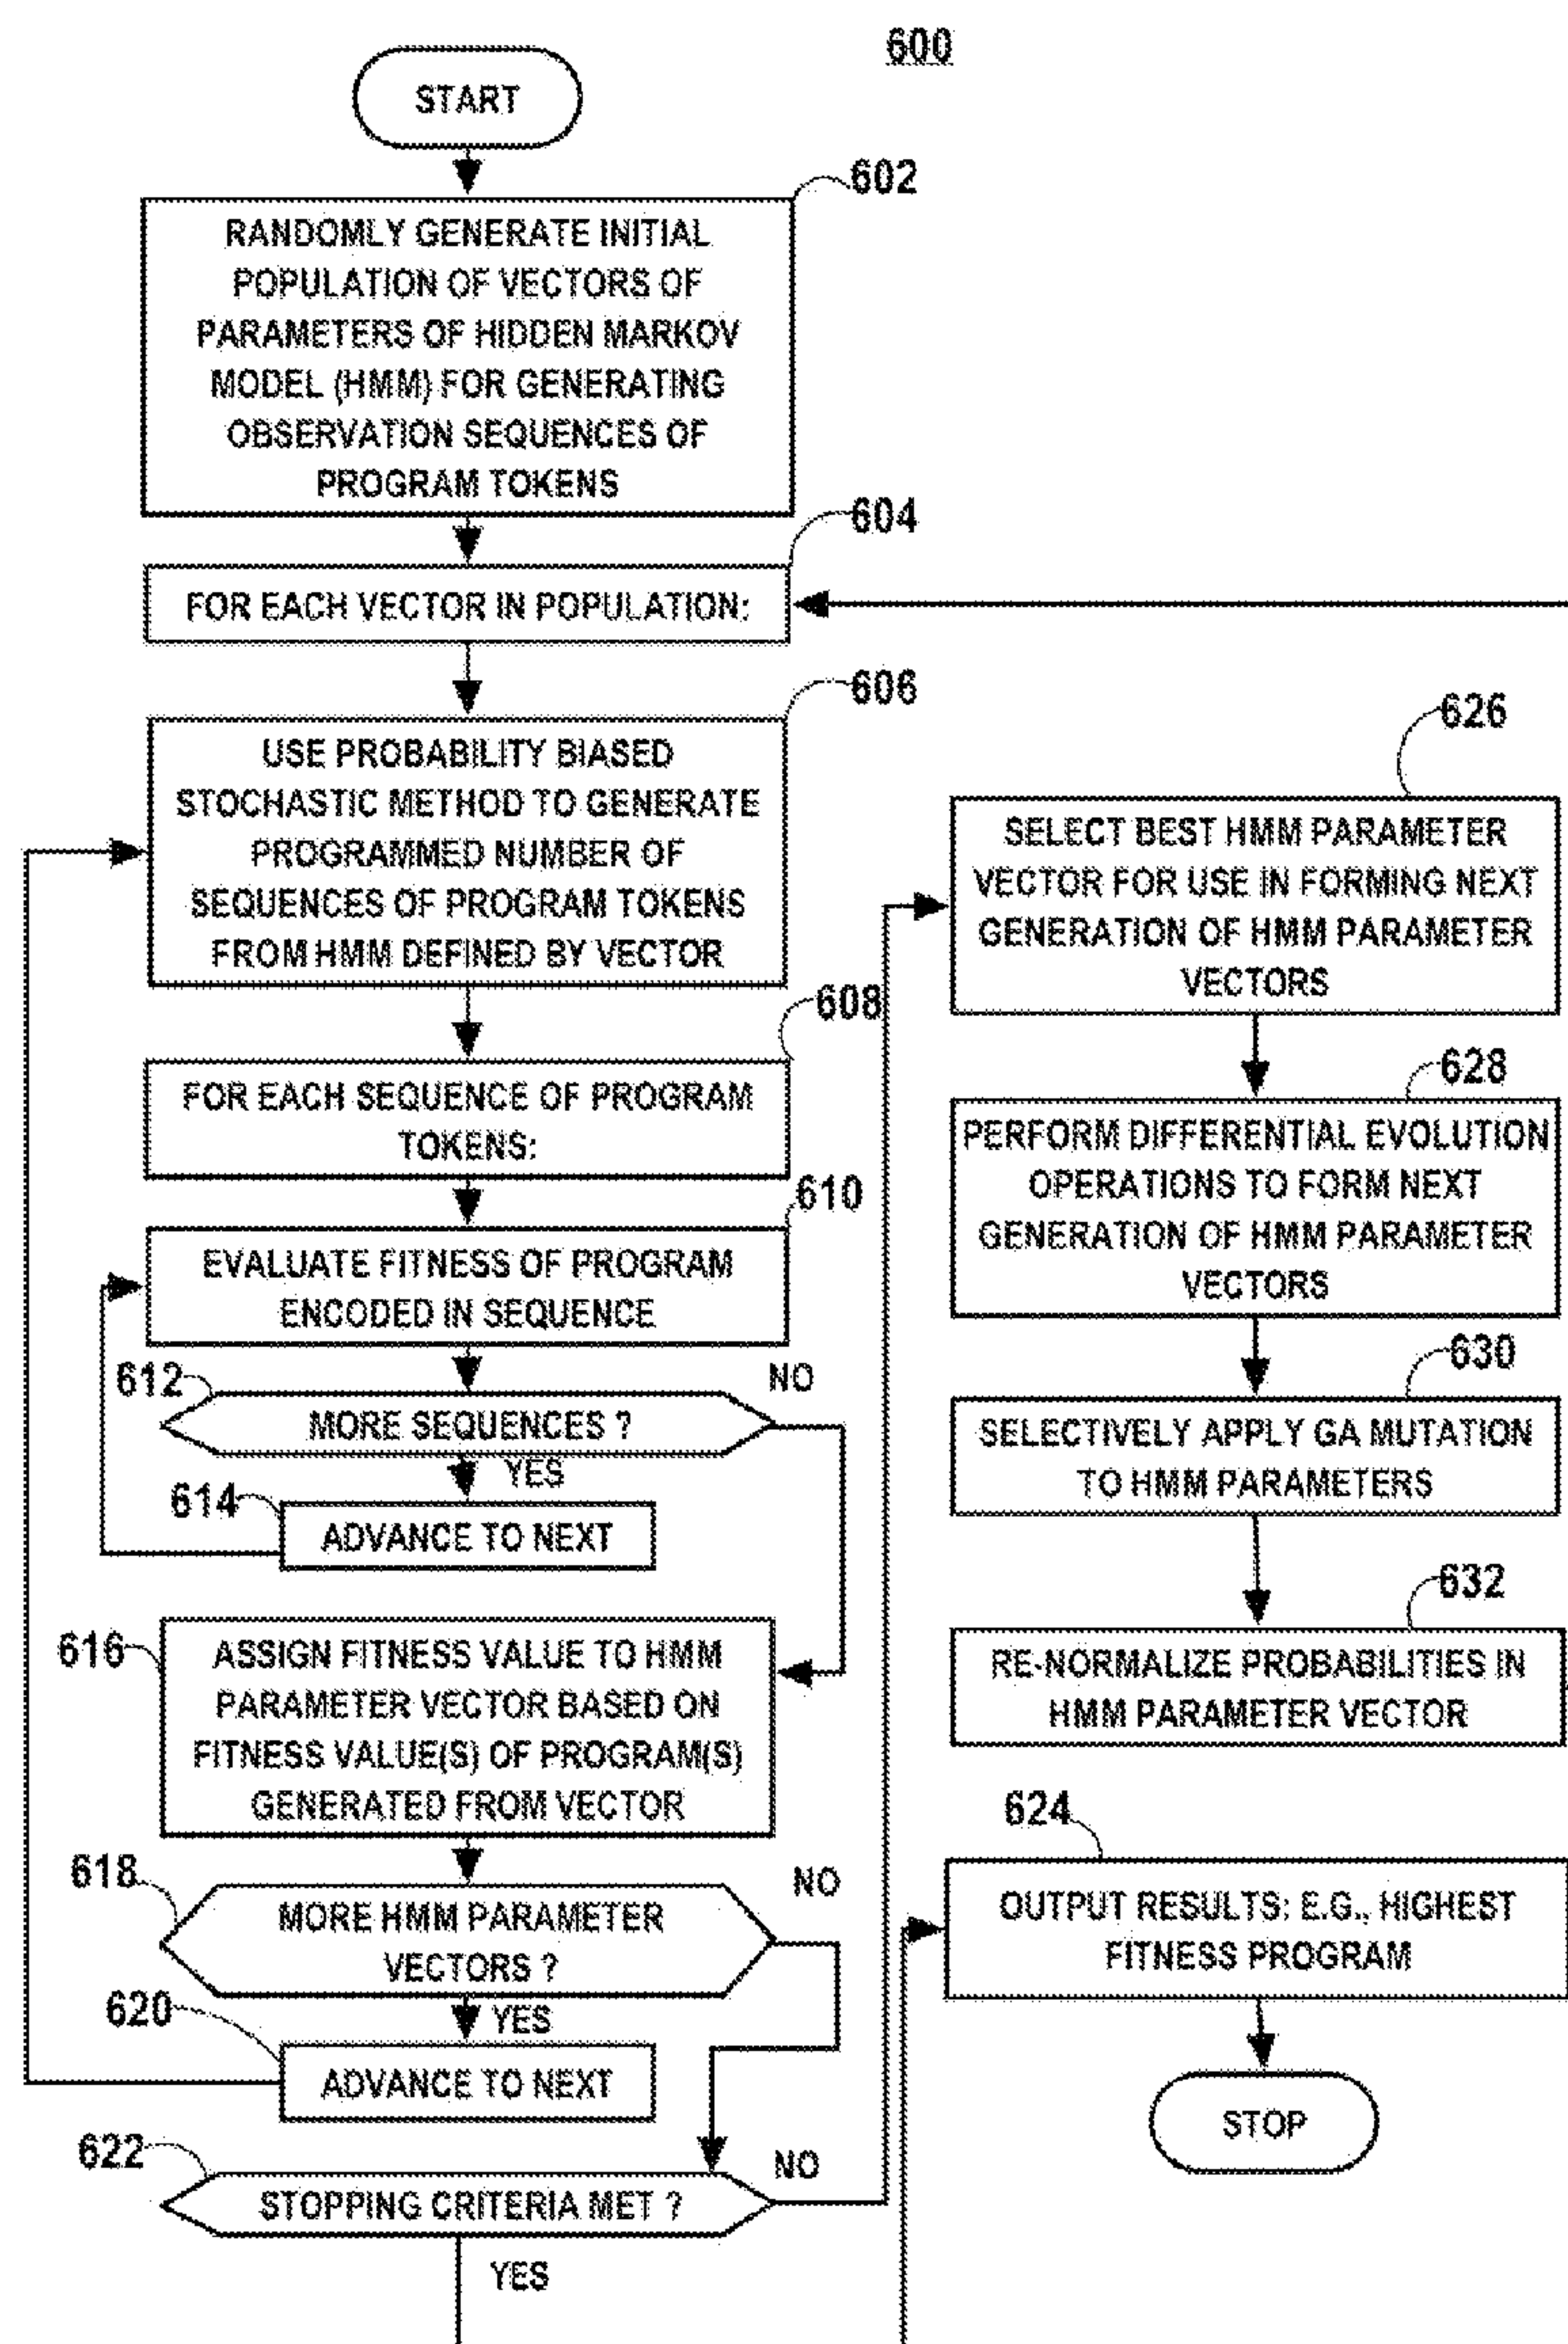 600
START
602
RANDOMLY GENERATE INITIAL
POPULATION OF VECTORS OF
PARAMETERS OF HIDDEN MARKOV
MODEL (HMM) FOR GENERATING
OBSERVATION SEQUENCES OF
PROGRAM TOKENS
604
FOR EACH VECTOR IN POPULATION:
606
USE PROBABILITY BIASED
STOCHASTIC METHOD TO GENERATE
PROGRAMMED NUMBER OF
SEQUENCES OF PROGRAM TOKENS
FROM HMM DEFINED BY VECTOR
608
FOR EACH SEQUENCE OF PROGRAM
TOKENS:
610
EVALUATE FITNESS OF PROGRAM
ENCODED IN SEQUENCE
612
NO
MORE SEQUENCES ?
YES
614
ADVANCE TO NEXT
616
ASSIGN FITNESS VALUE TO HMM
PARAMETER VECTOR BASED ON
FITNESS VALUE(S) OF PROGRAM(S)
GENERATED FROM VECTOR
618
NO
MORE HMM PARAMETER
VECTORS ?
YES
620
ADVANCE TO NEXT
622
NO
STOPPING CRITERIA MET ?
YES
626
SELECT BEST HMM PARAMETER
VECTOR FOR USE IN FORMING NEXT
GENERATION OF HMM PARAMETER
VECTORS
628
PERFORM DIFFERENTIAL EVOLUTION
OPERATIONS TO FORM NEXT
GENERATION OF HMM PARAMETER
VECTORS
630
SELECTIVELY APPLY GA MUTATION
TO HMM PARAMETERS
632
RE-NORMALIZE PROBABILITIES IN
HMM PARAMETER VECTOR
624
OUTPUT RESULTS: E.G., HIGHEST
FITNESS PROGRAM
STOP